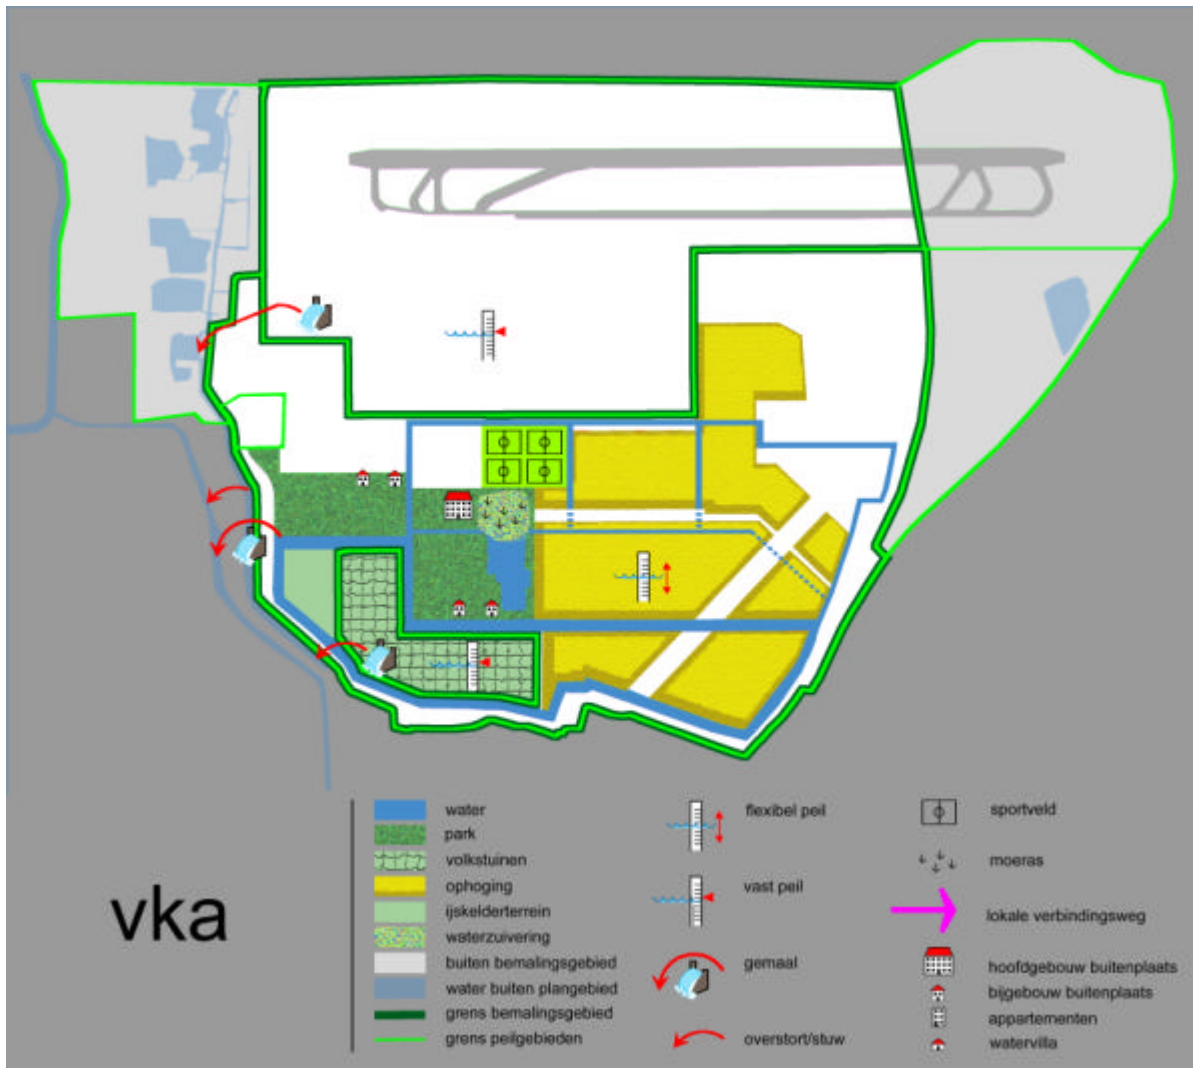 vka
water
park
volkstuinen
ophoging
ijskelderterrein
waterzuivering
buiten bemalingsgebied
water buiten plangebied
grens bemalingsgebied
grens peilgebieden
flexibel peil
vast peil
gemaal
overstort/stuw
sportveld
moeras
lokale verbindingsweg
hoofdgebouw buitenplaats
bijgebouw buitenplaats
appartementen
watervilla